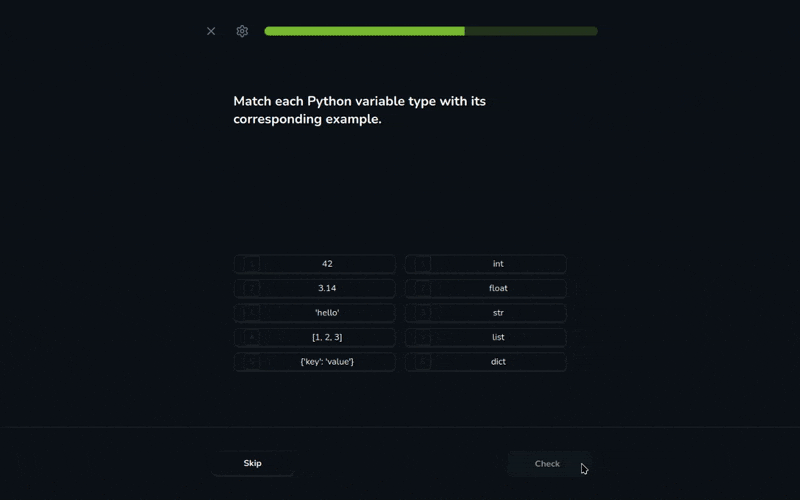 Match each Python variable type with its
corresponding example.
42
int
3.14
float
'hello'
str
[1, 2, 3]
list
{'key': 'value'}
dict
Skip
Check